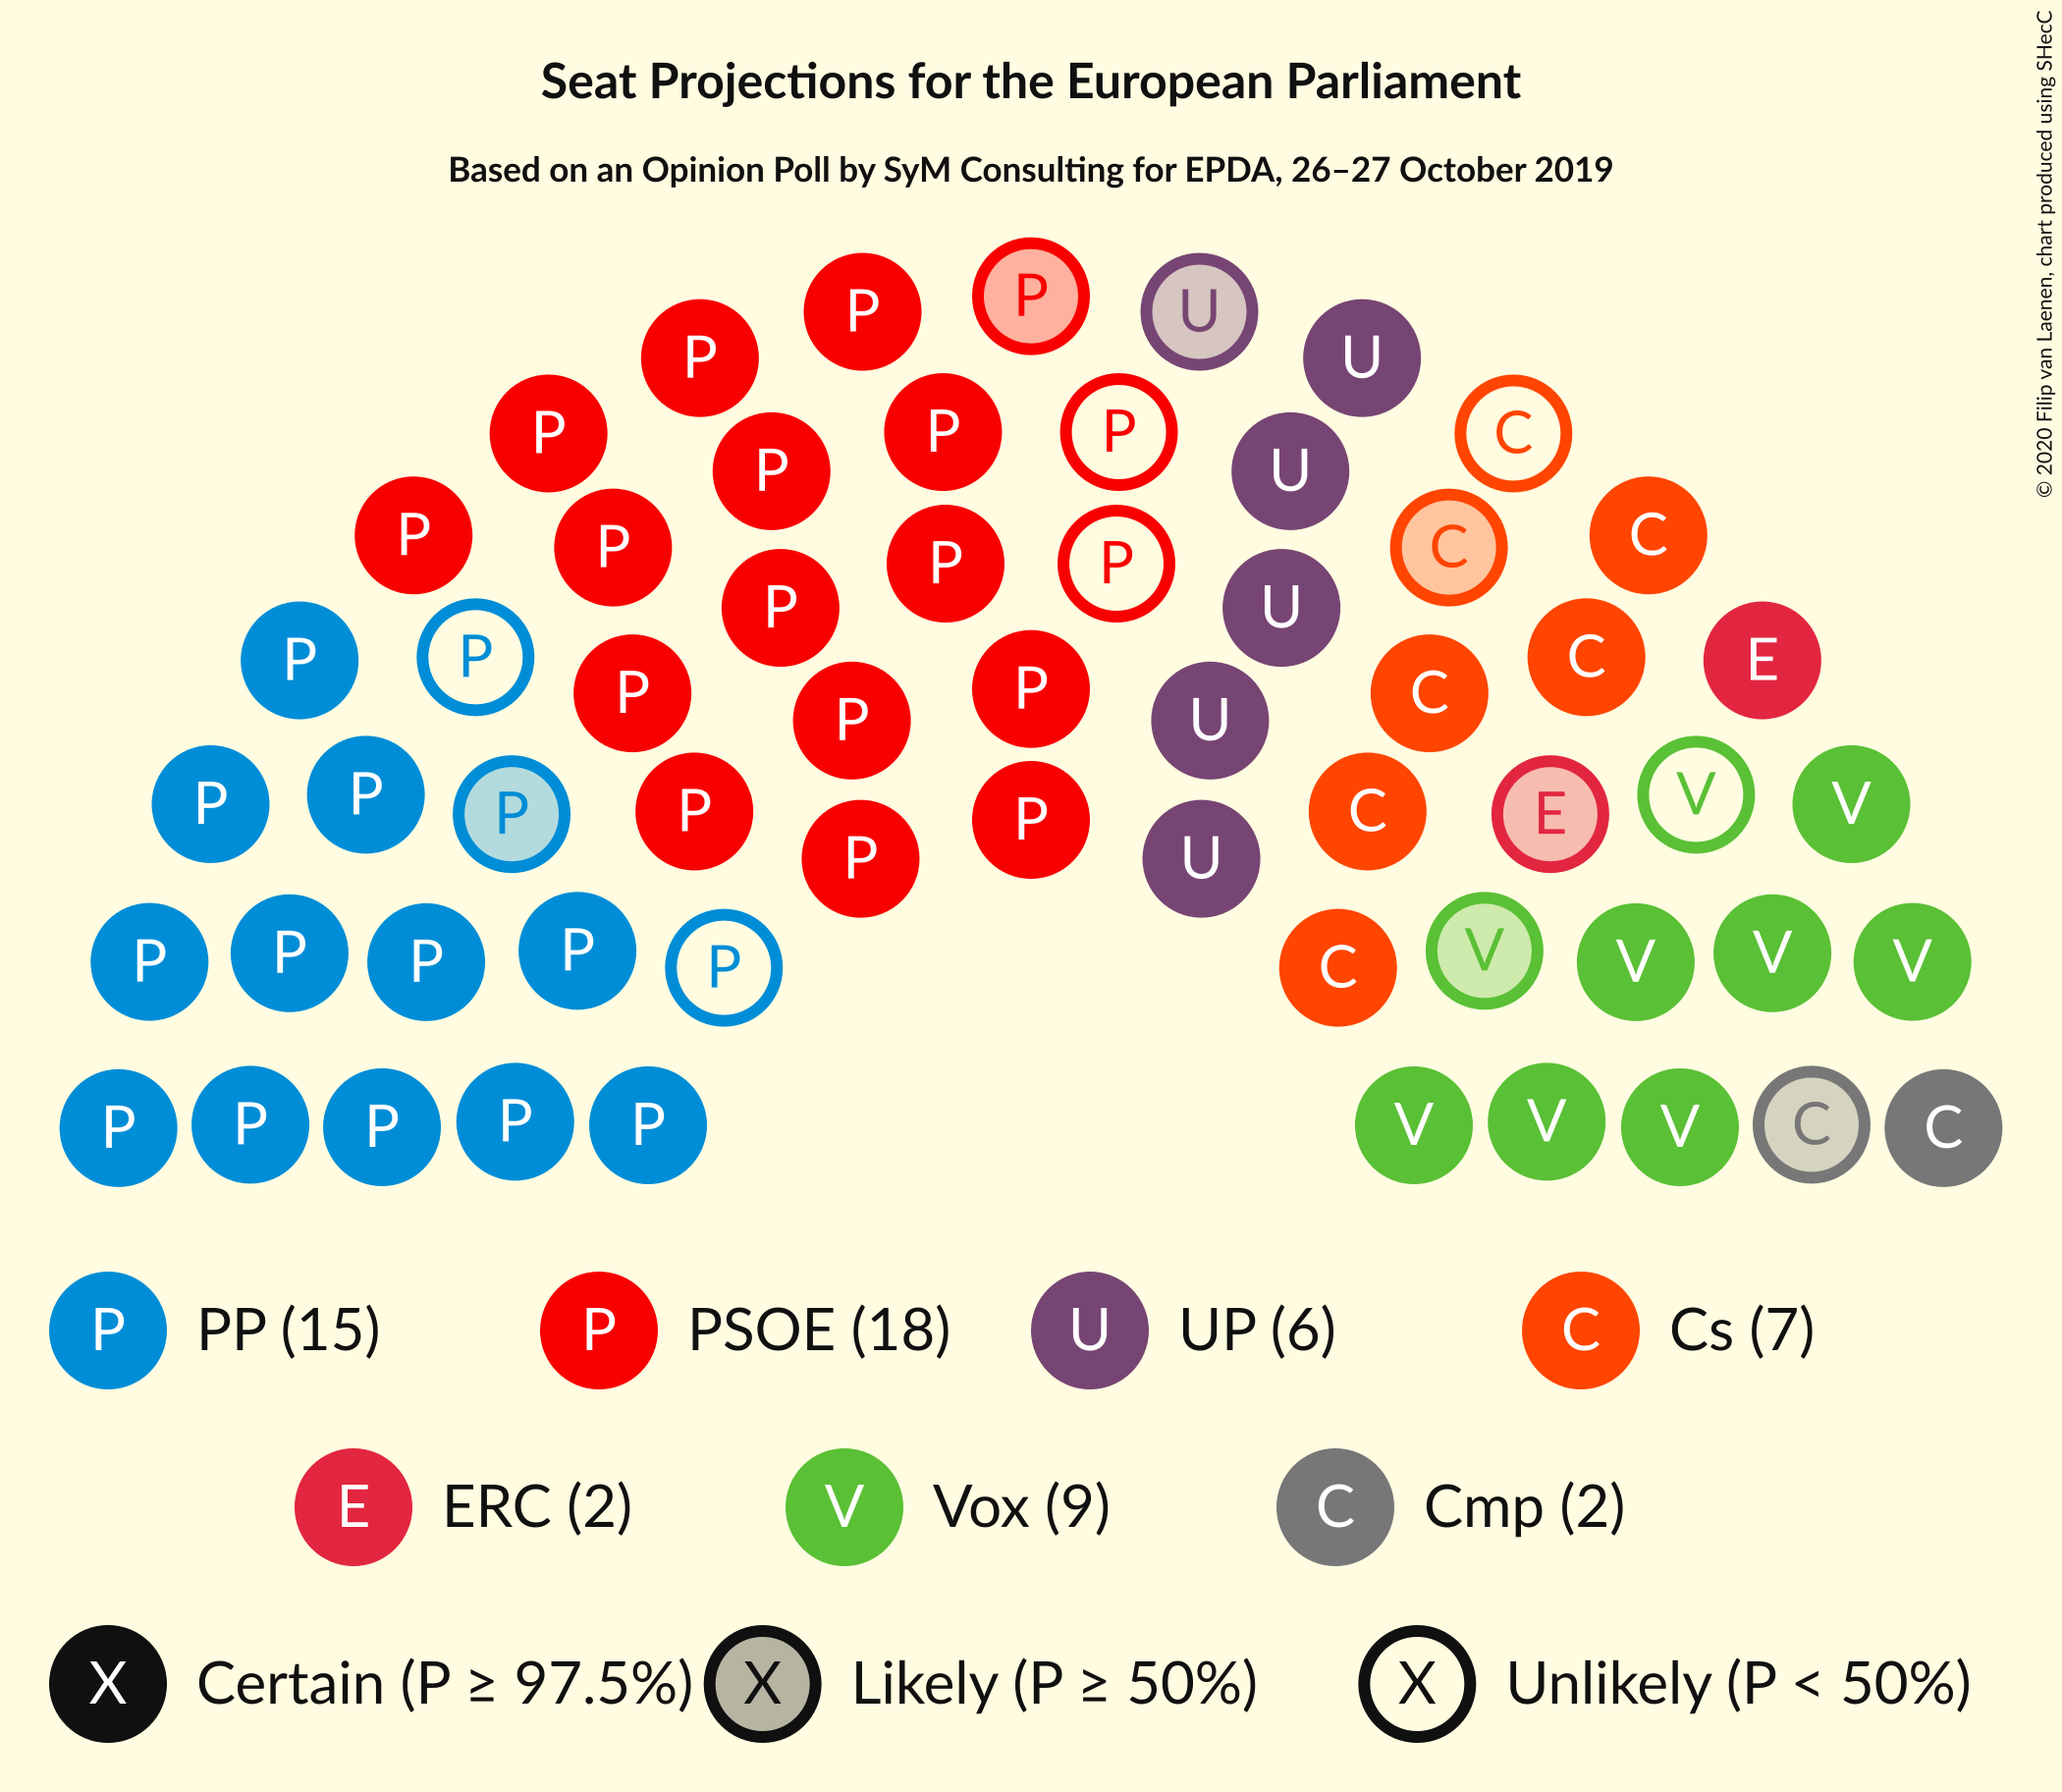 Seat Projections for the European Parliament
Based on an Opinion Poll by SyM Consulting for EPDA, 26–27 October 2019
© 2020 Filip van Laenen, chart produced using SHecC
P
P U
P U
P P U C
P P C
P P U C C
P P P U E
P P C C
P P P U
P P V V
P P P C E
P P U
P P P P P C V V V V
P P P P P V V V C C
P PP (15) P PSOE (18) U UP (6) C Cs (7)
E ERC (2) V Vox (9) C Cmp (2)
X Certain (P ≥ 97.5%) X Likely (P ≥ 50%) X Unlikely (P < 50%)